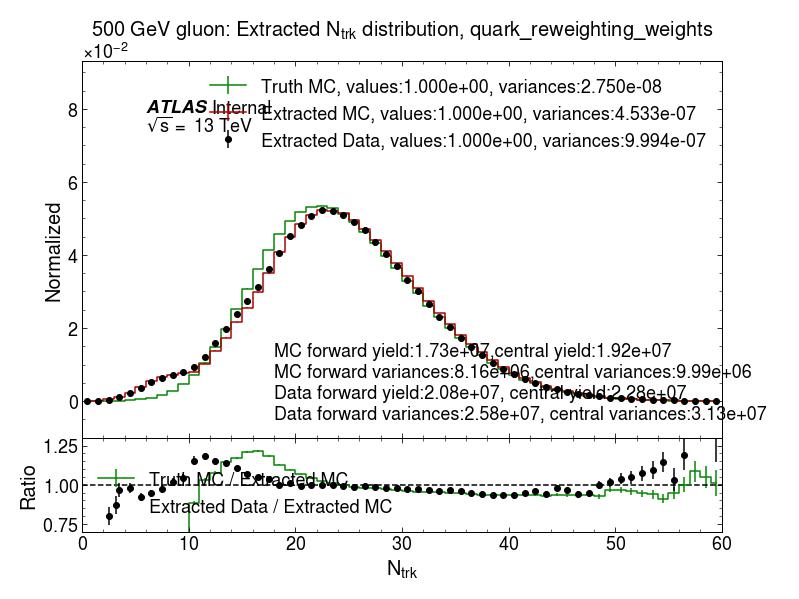 500 GeV gluon: Extracted N_trk distribution, quark_reweighting_weights
×10⁻²
Truth MC, values:1.000e+00, variances:2.750e-08
ATLAS Internal
Extracted MC, values:1.000e+00, variances:4.533e-07
√s = 13 TeV
Extracted Data, values:1.000e+00, variances:9.994e-07
8
6
4
2
0
Normalized
MC forward yield:1.73e+07,central yield:1.92e+07
MC forward variances:8.16e+06,central variances:9.99e+06
Data forward yield:2.08e+07, central yield:2.28e+07
Data forward variances:2.58e+07, central variances:3.13e+07
1.25
1.00
0.75
Ratio
Truth MC / Extracted MC
Extracted Data / Extracted MC
0 10 20 30 40 50 60
N_trk